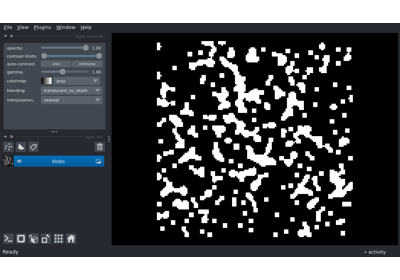 File View Plugins Window Help
opacity: 1.00
contrast limits:
auto-contrast: once continuous
gamma: 1.00
colormap: gray
blending: translucent_no_depth
interpolation: nearest
blobs
Ready
activity